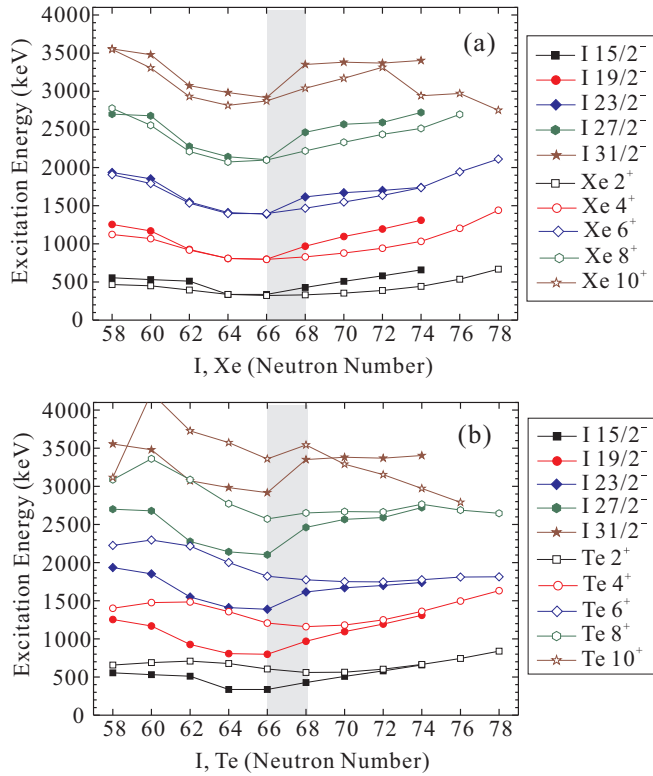 4000
3500
3000
2500
2000
1500
1000
500
0
Excitation Energy (keV)
(a)
58 60 62 64 66 68 70 72 74 76 78
I, Xe (Neutron Number)
I 15/2⁻
I 19/2⁻
I 23/2⁻
I 27/2⁻
I 31/2⁻
Xe 2⁺
Xe 4⁺
Xe 6⁺
Xe 8⁺
Xe 10⁺
4000
3500
3000
2500
2000
1500
1000
500
0
Excitation Energy (keV)
(b)
58 60 62 64 66 68 70 72 74 76 78
I, Te (Neutron Number)
I 15/2⁻
I 19/2⁻
I 23/2⁻
I 27/2⁻
I 31/2⁻
Te 2⁺
Te 4⁺
Te 6⁺
Te 8⁺
Te 10⁺